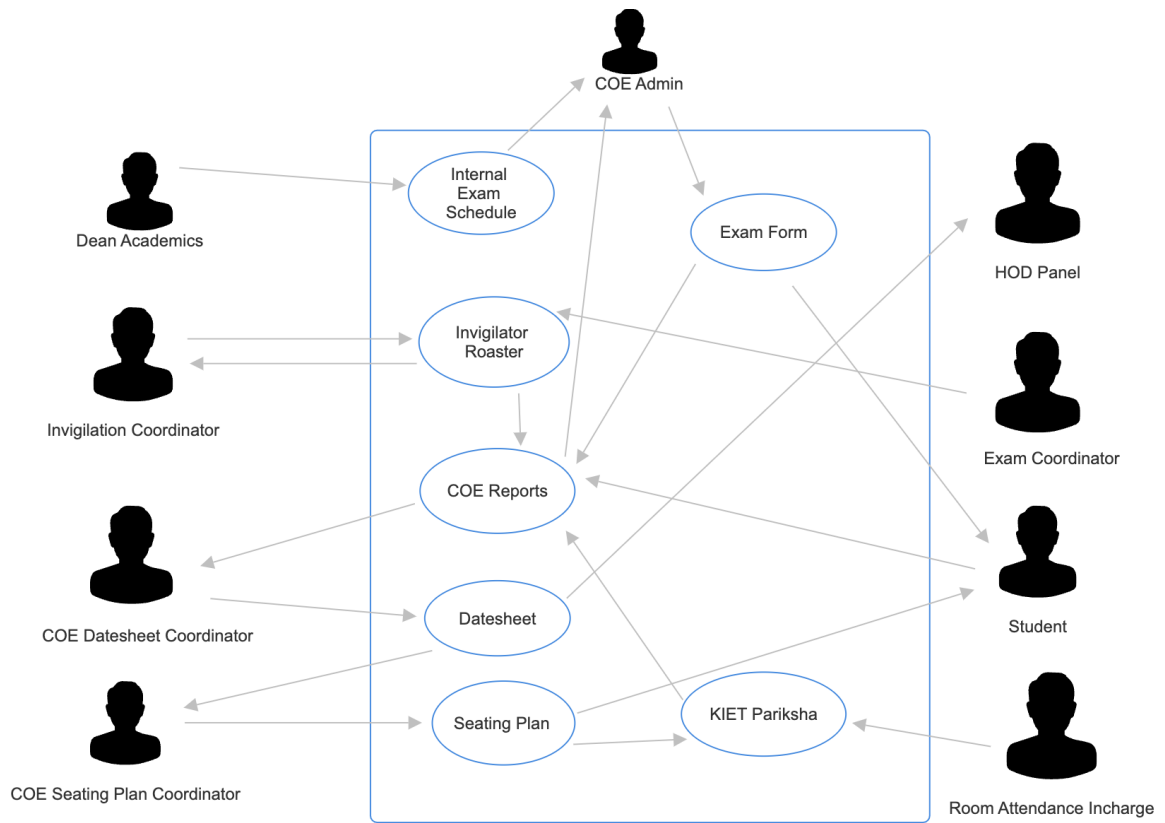 COE Admin
Internal
Exam
Schedule
Dean Academics
Exam Form
HOD Panel
Invigilator
Roaster
Invigilation Coordinator
Exam Coordinator
COE Reports
Datesheet
COE Datesheet Coordinator
Student
Seating Plan
KIET Pariksha
COE Seating Plan Coordinator
Room Attendance Incharge